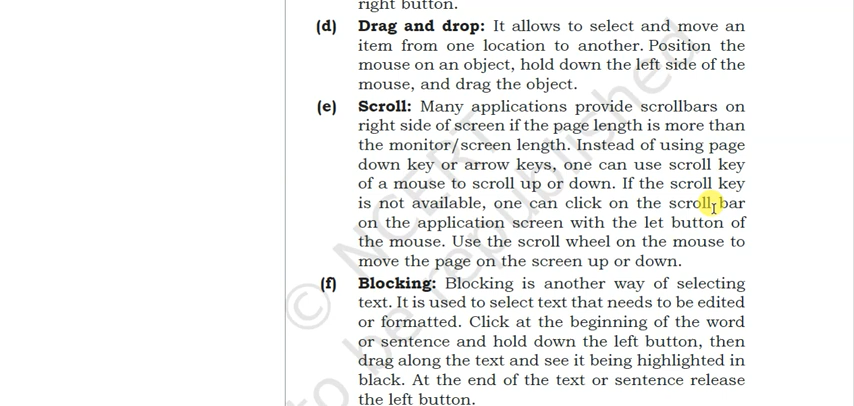 right button.
(d) Drag and drop: It allows to select and move an
item from one location to another. Position the
mouse on an object, hold down the left side of the
mouse, and drag the object.
(e) Scroll: Many applications provide scrollbars on
right side of screen if the page length is more than
the monitor/screen length. Instead of using page
down key or arrow keys, one can use scroll key
of a mouse to scroll up or down. If the scroll key
is not available, one can click on the scroll bar
on the application screen with the let button of
the mouse. Use the scroll wheel on the mouse to
move the page on the screen up or down.
(f) Blocking: Blocking is another way of selecting
text. It is used to select text that needs to be edited
or formatted. Click at the beginning of the word
or sentence and hold down the left button, then
drag along the text and see it being highlighted in
black. At the end of the text or sentence release
the left button.
© NCERT
to be republished